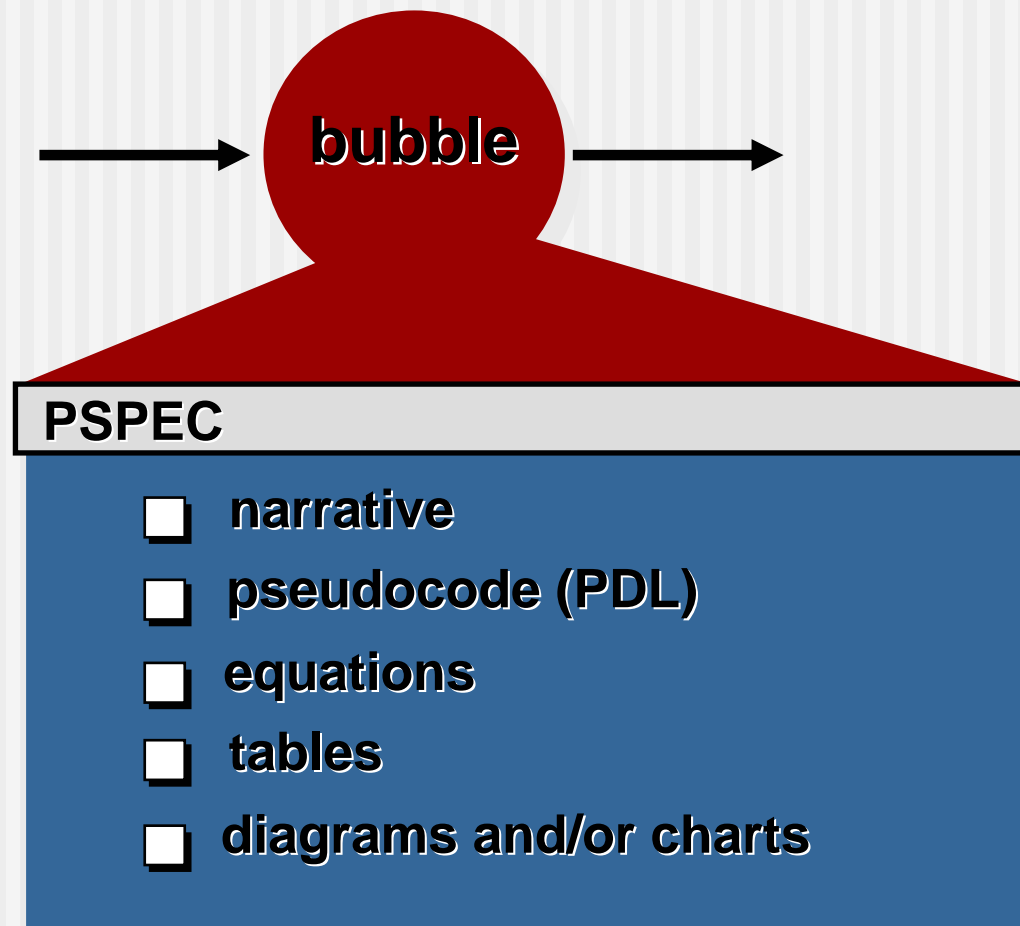 bubble
PSPEC
narrative
pseudocode (PDL)
equations
tables
diagrams and/or charts